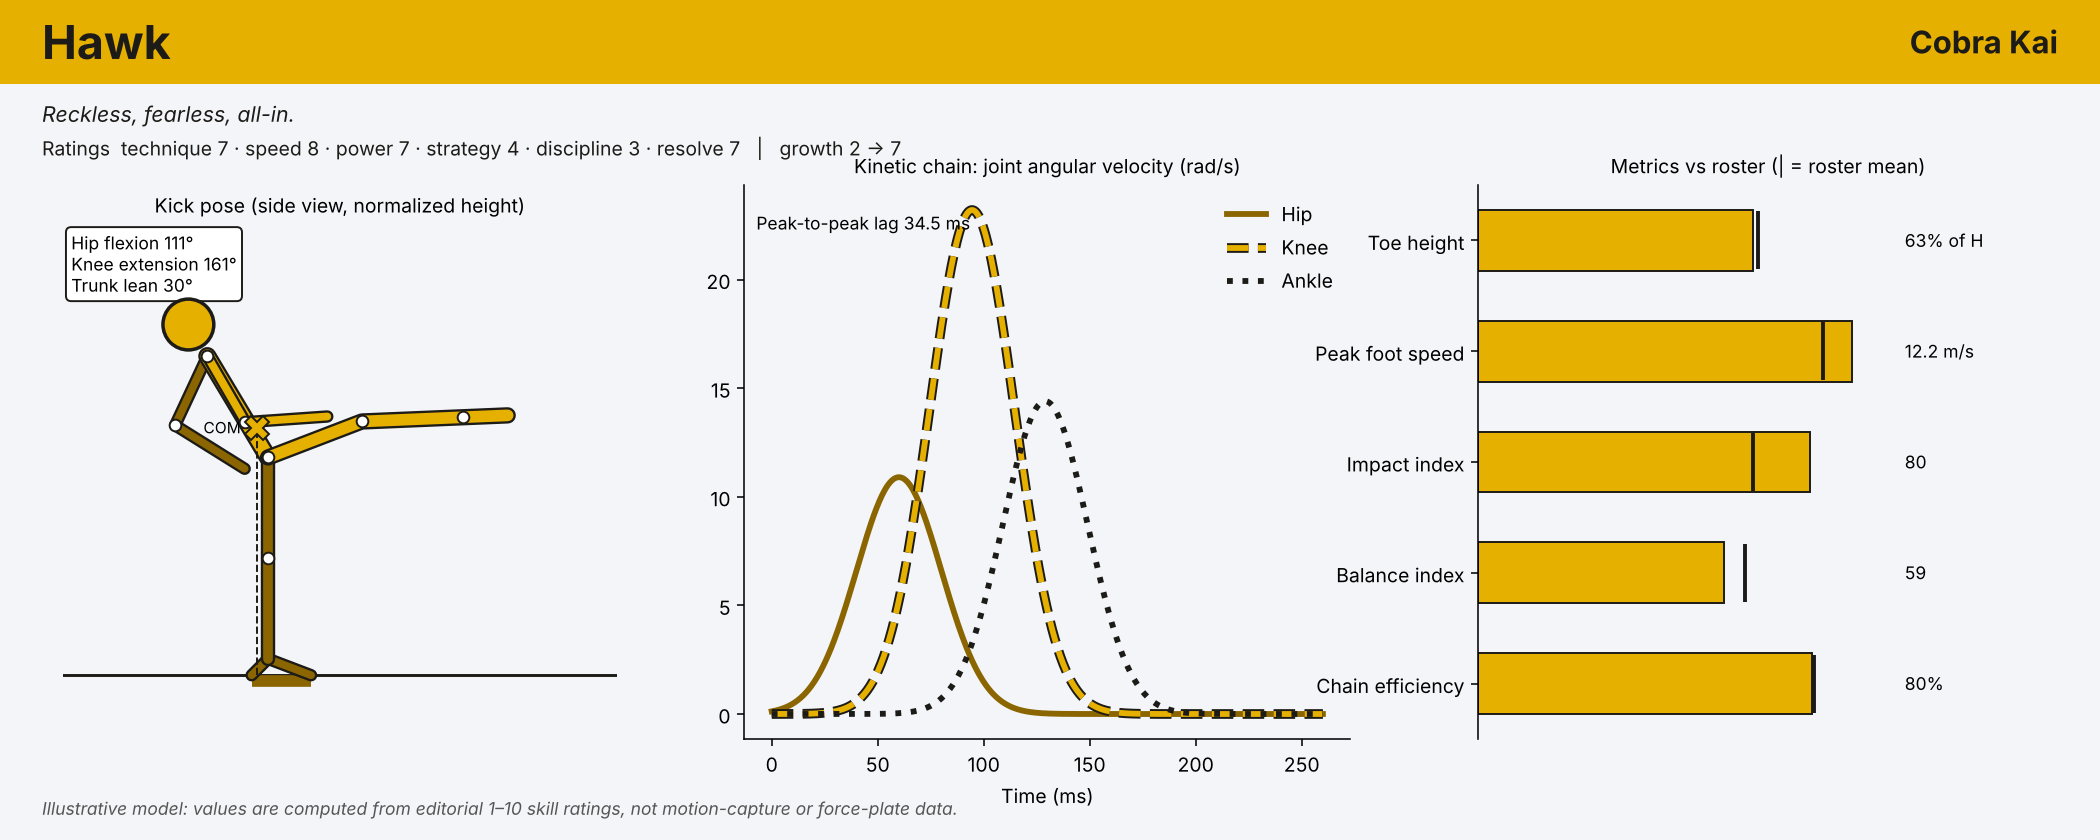 Hawk
Cobra Kai
Reckless, fearless, all-in.
Ratings technique 7 · speed 8 · power 7 · strategy 4 · discipline 3 · resolve 7 | growth 2 → 7
Kick pose (side view, normalized height)
Hip flexion 111°
Knee extension 161°
Trunk lean 30°
COM
Kinetic chain: joint angular velocity (rad/s)
Peak-to-peak lag 34.5 ms
Hip
Knee
Ankle
20
15
10
5
0
0 50 100 150 200 250
Time (ms)
Metrics vs roster (| = roster mean)
Toe height 63% of H
Peak foot speed 12.2 m/s
Impact index 80
Balance index 59
Chain efficiency 80%
Illustrative model: values are computed from editorial 1–10 skill ratings, not motion-capture or force-plate data.